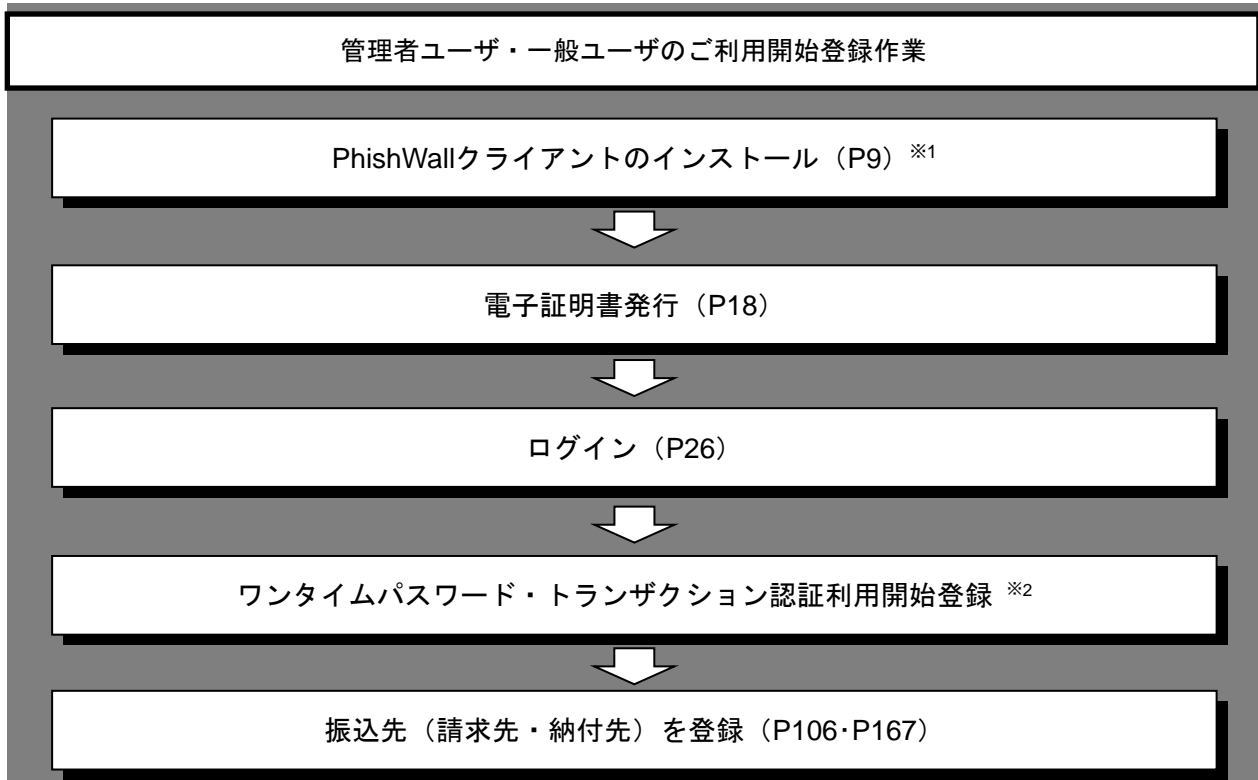 管理者ユーザ・一般ユーザのご利用開始登録作業
PhishWallクライアントのインストール（P9）※1
電子証明書発行（P18）
ログイン（P26）
ワンタイムパスワード・トランザクション認証利用開始登録 ※2
振込先（請求先・納付先）を登録（P106･P167）